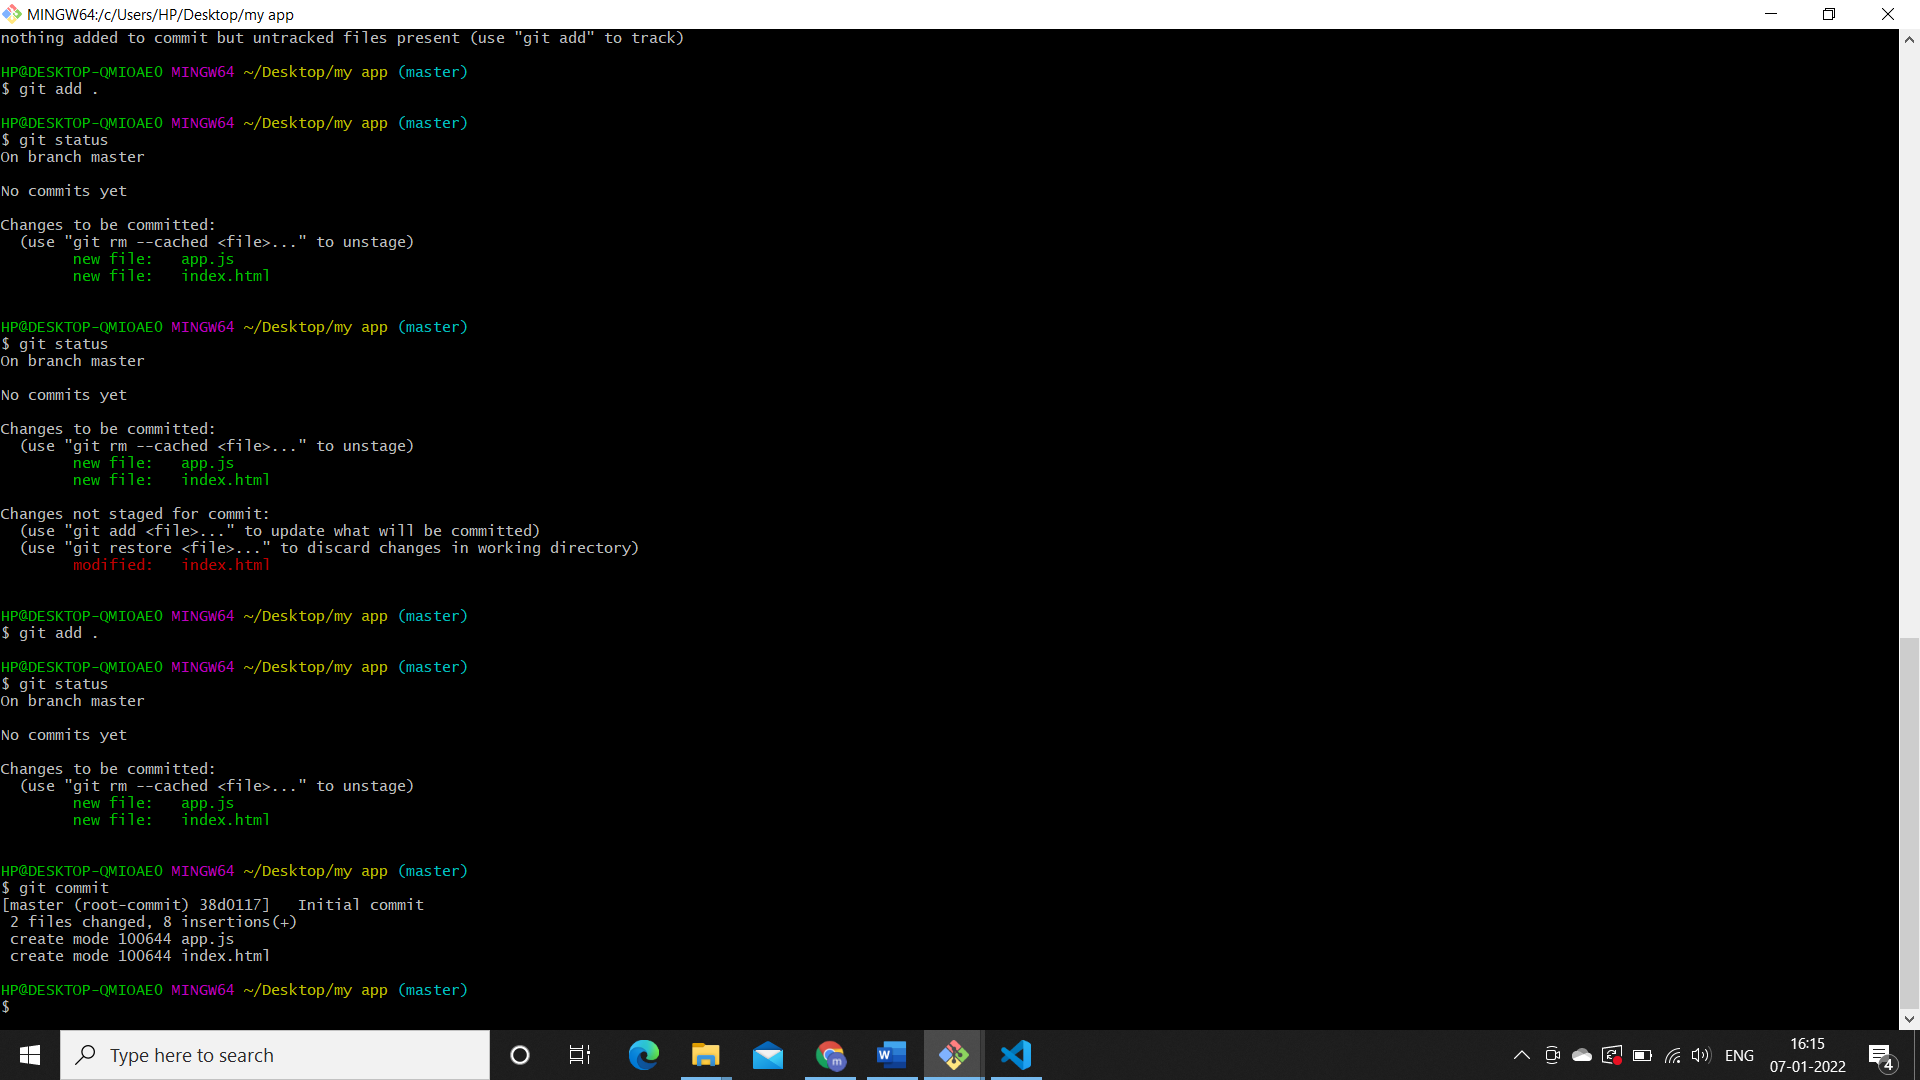 MINGW64:/c/Users/HP/Desktop/my app
nothing added to commit but untracked files present (use "git add" to track)
HP@DESKTOP-QMIOAEO MINGW64 ~/Desktop/my app (master)
$ git add .
HP@DESKTOP-QMIOAEO MINGW64 ~/Desktop/my app (master)
$ git status
On branch master
No commits yet
Changes to be committed:
(use "git rm --cached <file>..." to unstage)
new file: app.js
new file: index.html
HP@DESKTOP-QMIOAEO MINGW64 ~/Desktop/my app (master)
$ git status
On branch master
No commits yet
Changes to be committed:
(use "git rm --cached <file>..." to unstage)
new file: app.js
new file: index.html
Changes not staged for commit:
(use "git add <file>..." to update what will be committed)
(use "git restore <file>..." to discard changes in working directory)
modified: index.html
HP@DESKTOP-QMIOAEO MINGW64 ~/Desktop/my app (master)
$ git add .
HP@DESKTOP-QMIOAEO MINGW64 ~/Desktop/my app (master)
$ git status
On branch master
No commits yet
Changes to be committed:
(use "git rm --cached <file>..." to unstage)
new file: app.js
new file: index.html
HP@DESKTOP-QMIOAEO MINGW64 ~/Desktop/my app (master)
$ git commit
[master (root-commit) 38d0117] Initial commit
2 files changed, 8 insertions(+)
create mode 100644 app.js
create mode 100644 index.html
HP@DESKTOP-QMIOAEO MINGW64 ~/Desktop/my app (master)
$
Type here to search
m
W
ENG
16:15
07-01-2022
4